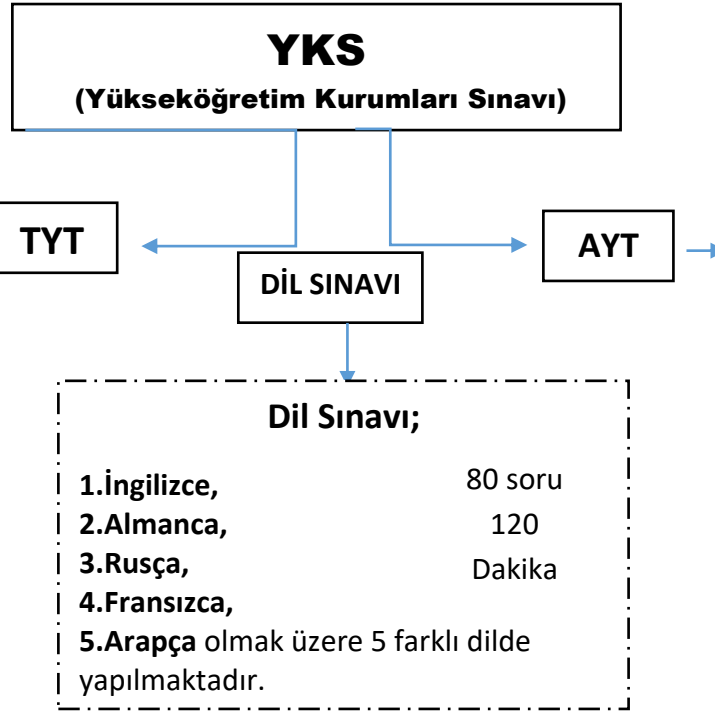 YKS
(Yükseköğretim Kurumları Sınavı)
TYT
AYT
DİL SINAVI
Dil Sınavı;
1.İngilizce,
2.Almanca,
3.Rusça,
4.Fransızca,
5.Arapça olmak üzere 5 farklı dilde
yapılmaktadır.
80 soru
120
Dakika